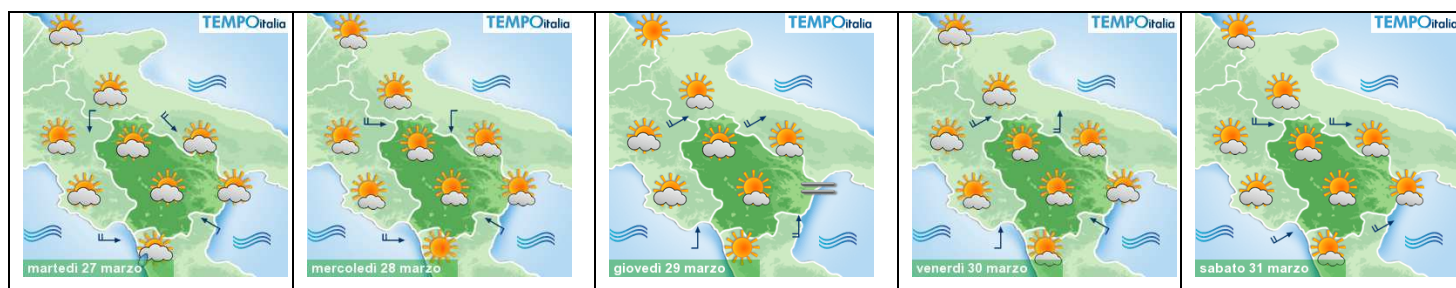 TEMPOitalia
TEMPOitalia
TEMPOitalia
TEMPOitalia
TEMPOitalia
martedì 27 marzo
mercoledì 28 marzo
giovedì 29 marzo
venerdì 30 marzo
sabato 31 marzo